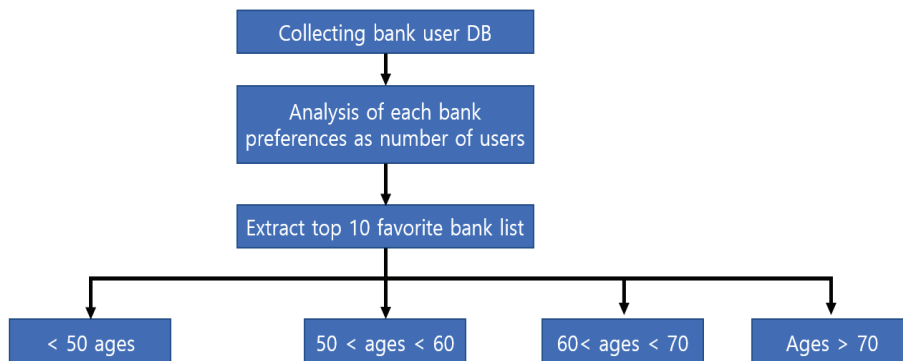 Collecting bank user DB
Analysis of each bank
preferences as number of users
Extract top 10 favorite bank list
< 50 ages
50 < ages < 60
60< ages < 70
Ages > 70